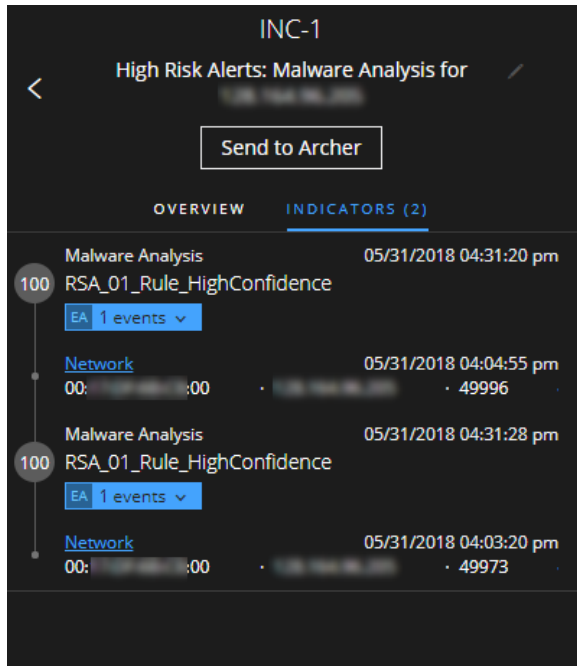 INC-1
High Risk Alerts: Malware Analysis for
Send to Archer
OVERVIEW INDICATORS (2)
Malware Analysis 05/31/2018 04:31:20 pm
100 RSA_01_Rule_HighConfidence
EA 1 events
Network 05/31/2018 04:04:55 pm
00: :00 · · 49996
Malware Analysis 05/31/2018 04:31:28 pm
100 RSA_01_Rule_HighConfidence
EA 1 events
Network 05/31/2018 04:03:20 pm
00: :00 · · 49973